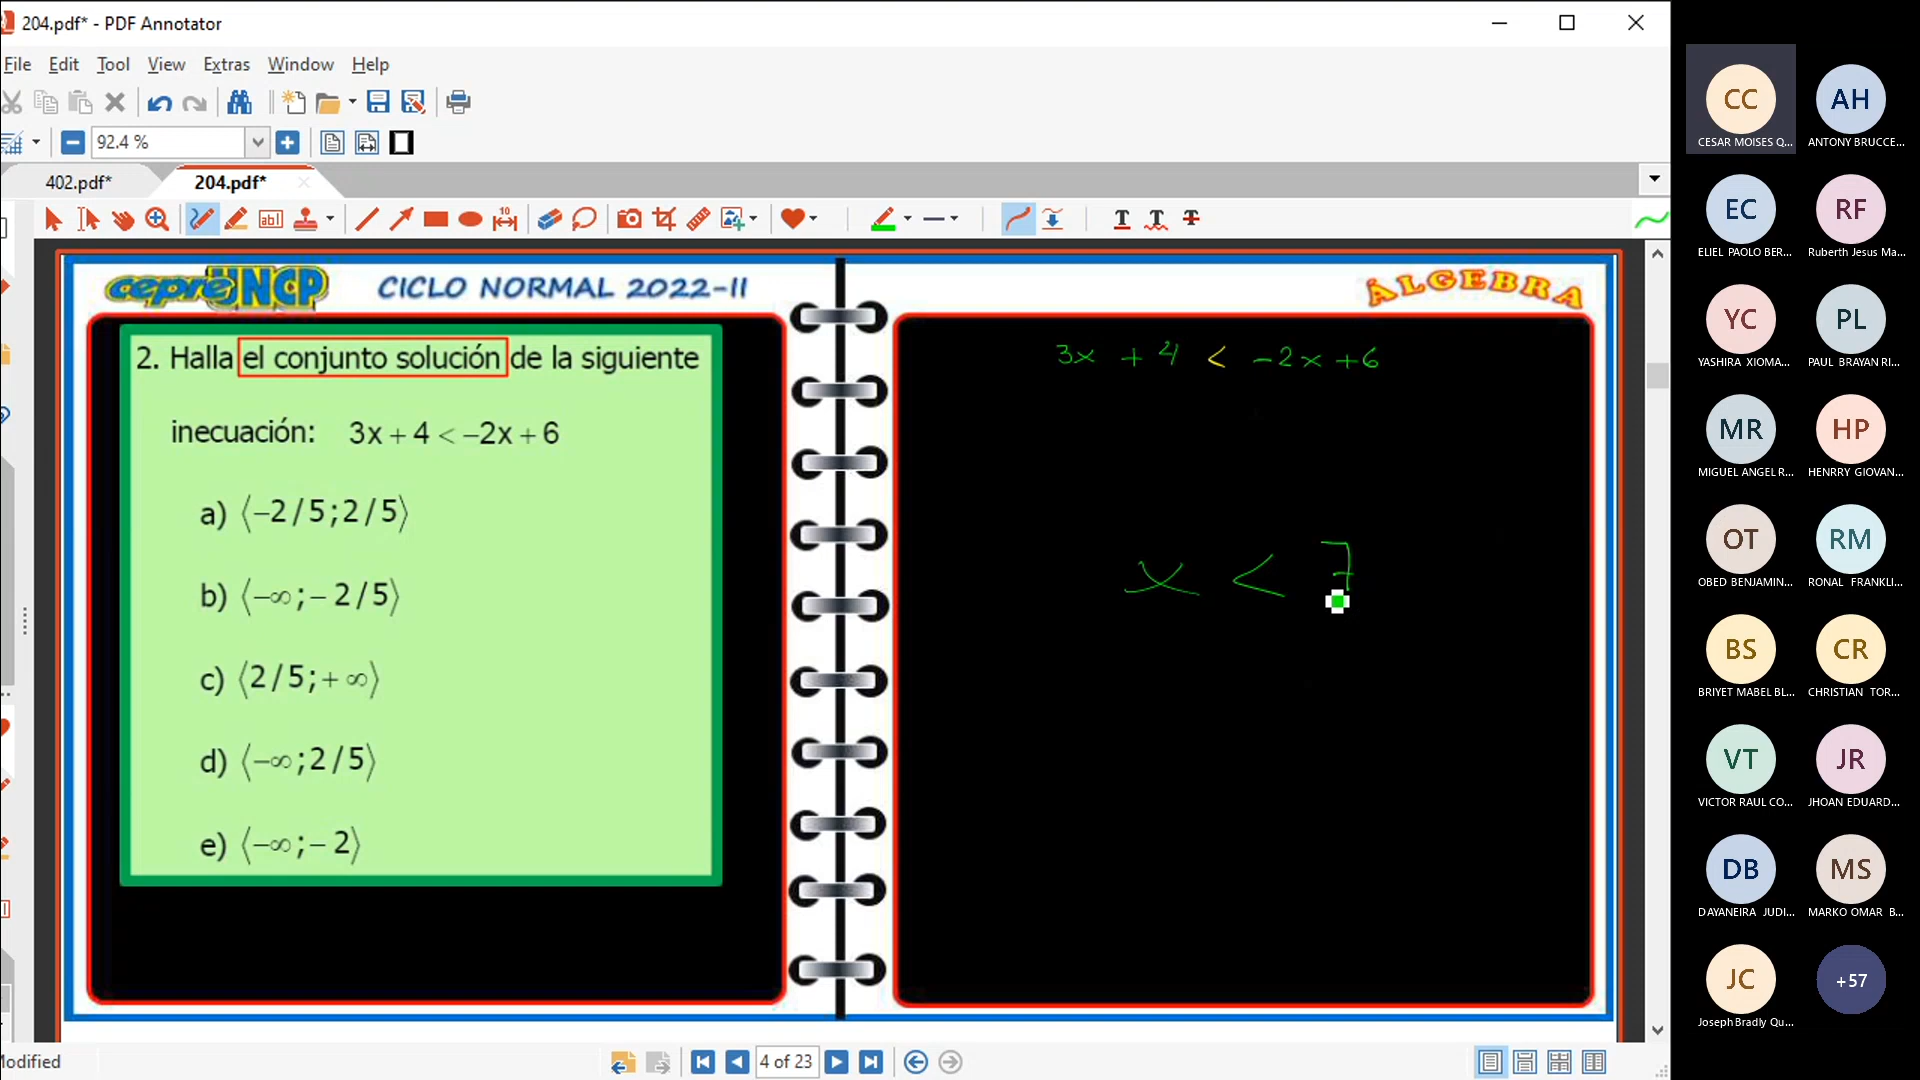 204.pdf* - PDF Annotator
File Edit Tool View Extras Window Help
92.4 %
402.pdf*
204.pdf*
cepreUNCP
CICLO NORMAL 2022-II
ÁLGEBRA
2. Halla el conjunto solución de la siguiente
inecuación: 3x + 4 < −2x + 6
a) ⟨−2/5;2/5⟩
b) ⟨−∞;−2/5⟩
c) ⟨2/5;+∞⟩
d) ⟨−∞;2/5⟩
e) ⟨−∞;−2⟩
3x + 4 < −2x + 6
x < 7
Modified
4 of 23
CC
CESAR MOISES Q...
AH
ANTONY BRUCCE...
EC
ELIEL PAOLO BER...
RF
Ruberth Jesus Ma...
YC
YASHIRA XIOMA...
PL
PAUL BRAYAN RI...
MR
MIGUEL ANGEL R...
HP
HENRRY GIOVAN...
OT
OBED BENJAMIN...
RM
RONAL FRANKLI...
BS
BRIYET MABEL BL...
CR
CHRISTIAN TOR...
VT
VICTOR RAUL CO...
JR
JHOAN EDUARD...
DB
DAYANEIRA JUDI...
MS
MARKO OMAR B...
JC
Joseph Bradly Qu...
+57